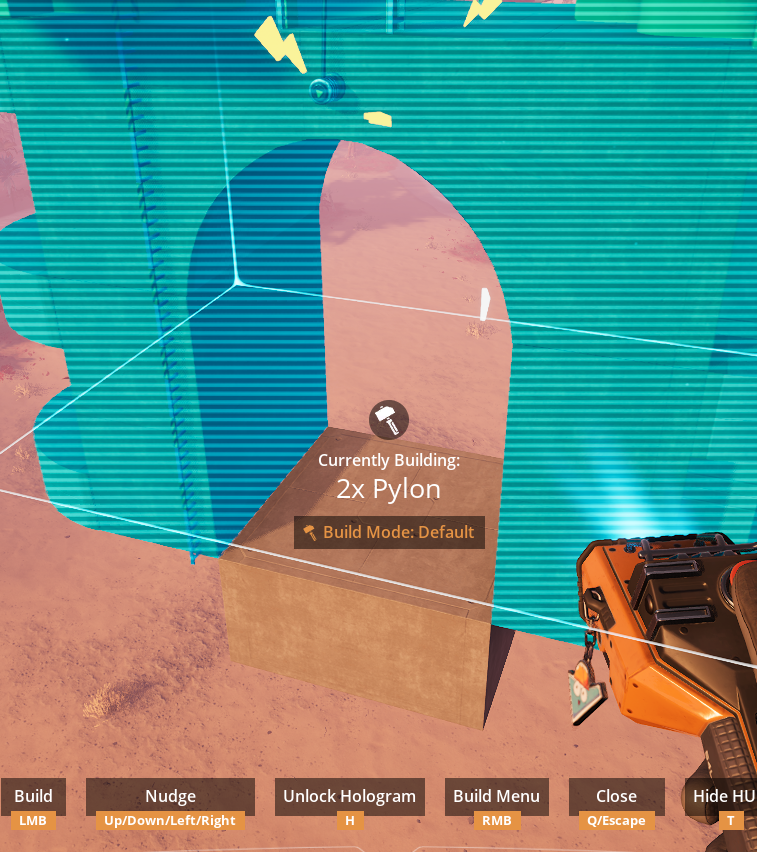 Currently Building:
2x Pylon
Build Mode: Default
Build
Nudge
Unlock Hologram
Build Menu
Close
Hide HU
LMB
Up/Down/Left/Right
H
RMB
Q/Escape
T